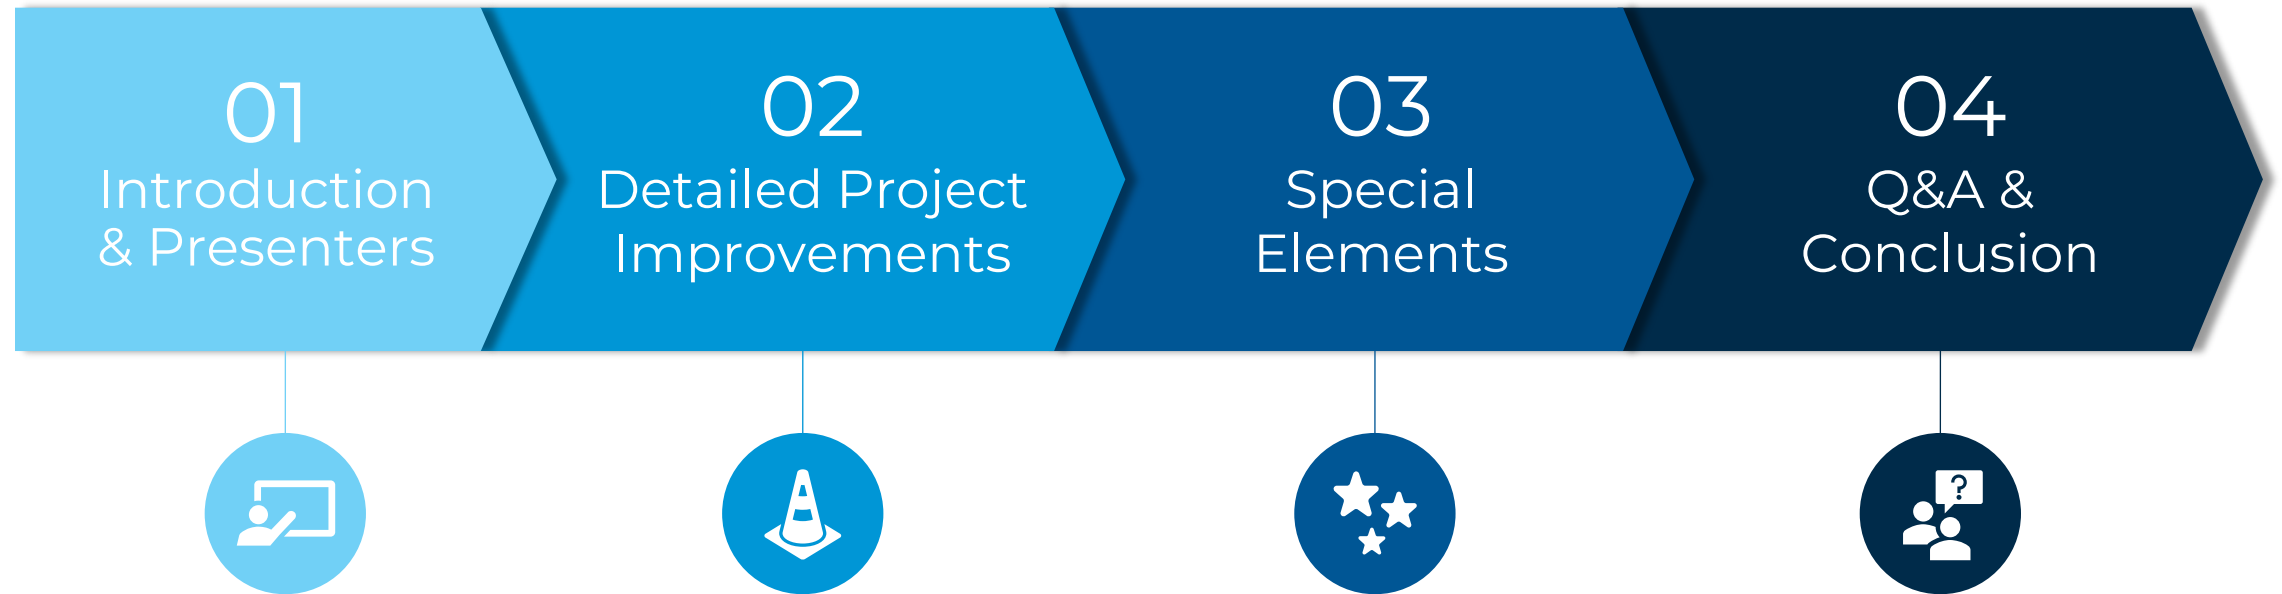 01
Introduction
& Presenters
02
Detailed Project
Improvements
03
Special
Elements
04
Q&A &
Conclusion
?